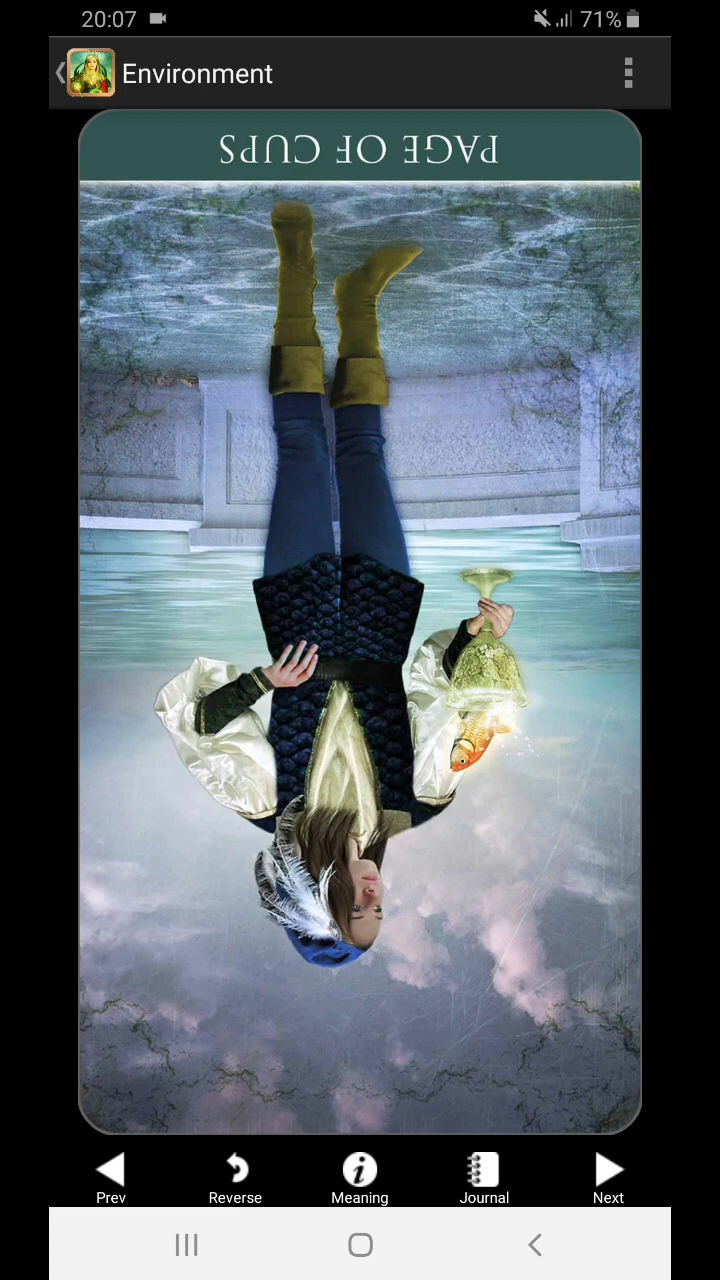 20:07
71%
Environment
PAGE OF CUPS
Prev
Reverse
Meaning
Journal
Next